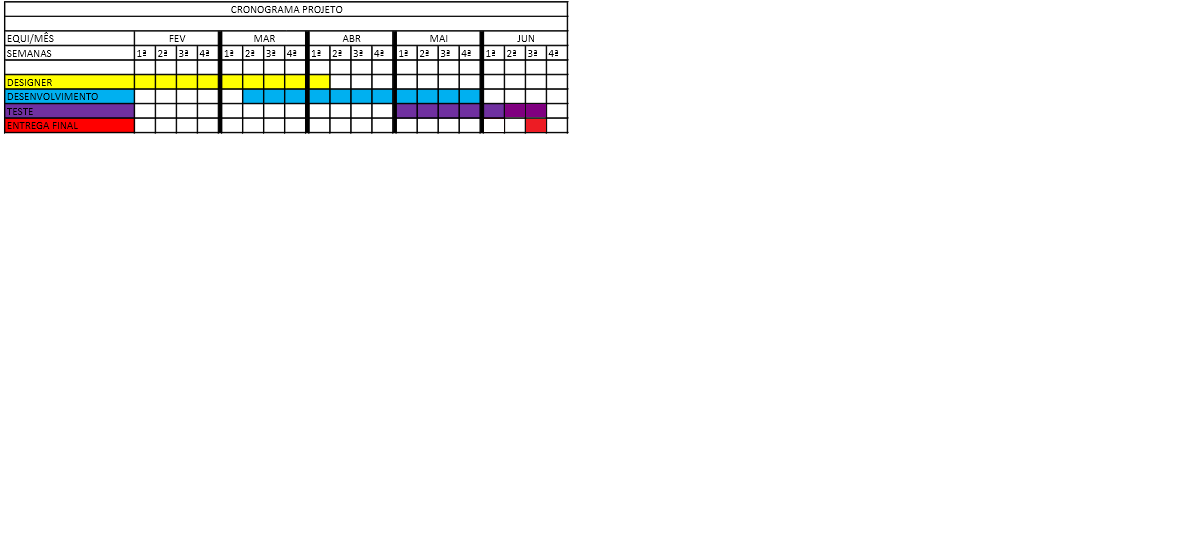 CRONOGRAMA PROJETO
EQUI/MÊS FEV MAR ABR MAI JUN
SEMANAS 1ª 2ª 3ª 4ª 1ª 2ª 3ª 4ª 1ª 2ª 3ª 4ª 1ª 2ª 3ª 4ª 1ª 2ª 3ª 4ª
DESIGNER
DESENVOLVIMENTO
TESTE
ENTREGA FINAL